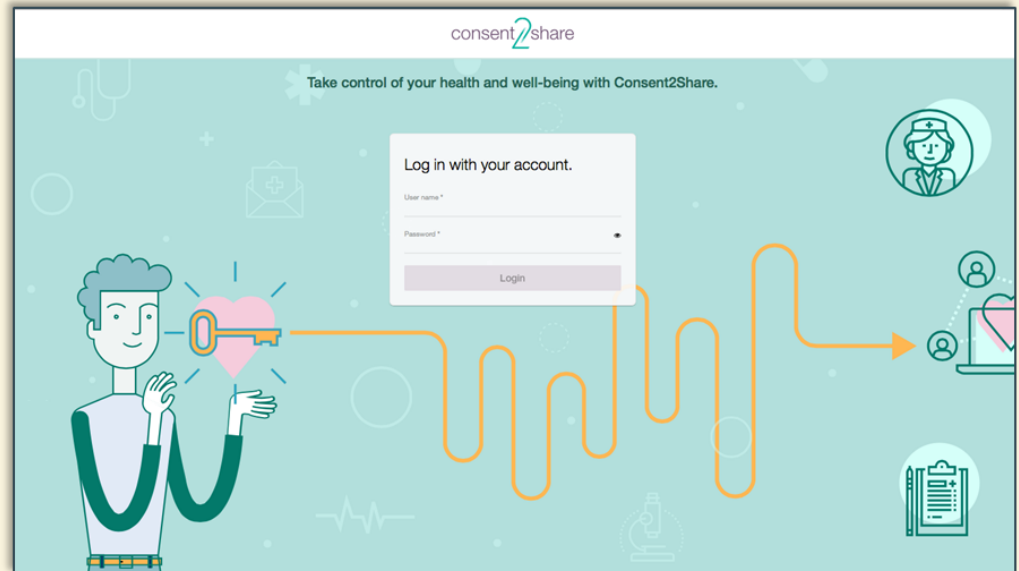 consent2share
Take control of your health and well-being with Consent2Share.
Log in with your account.
User name *
Password *
Login